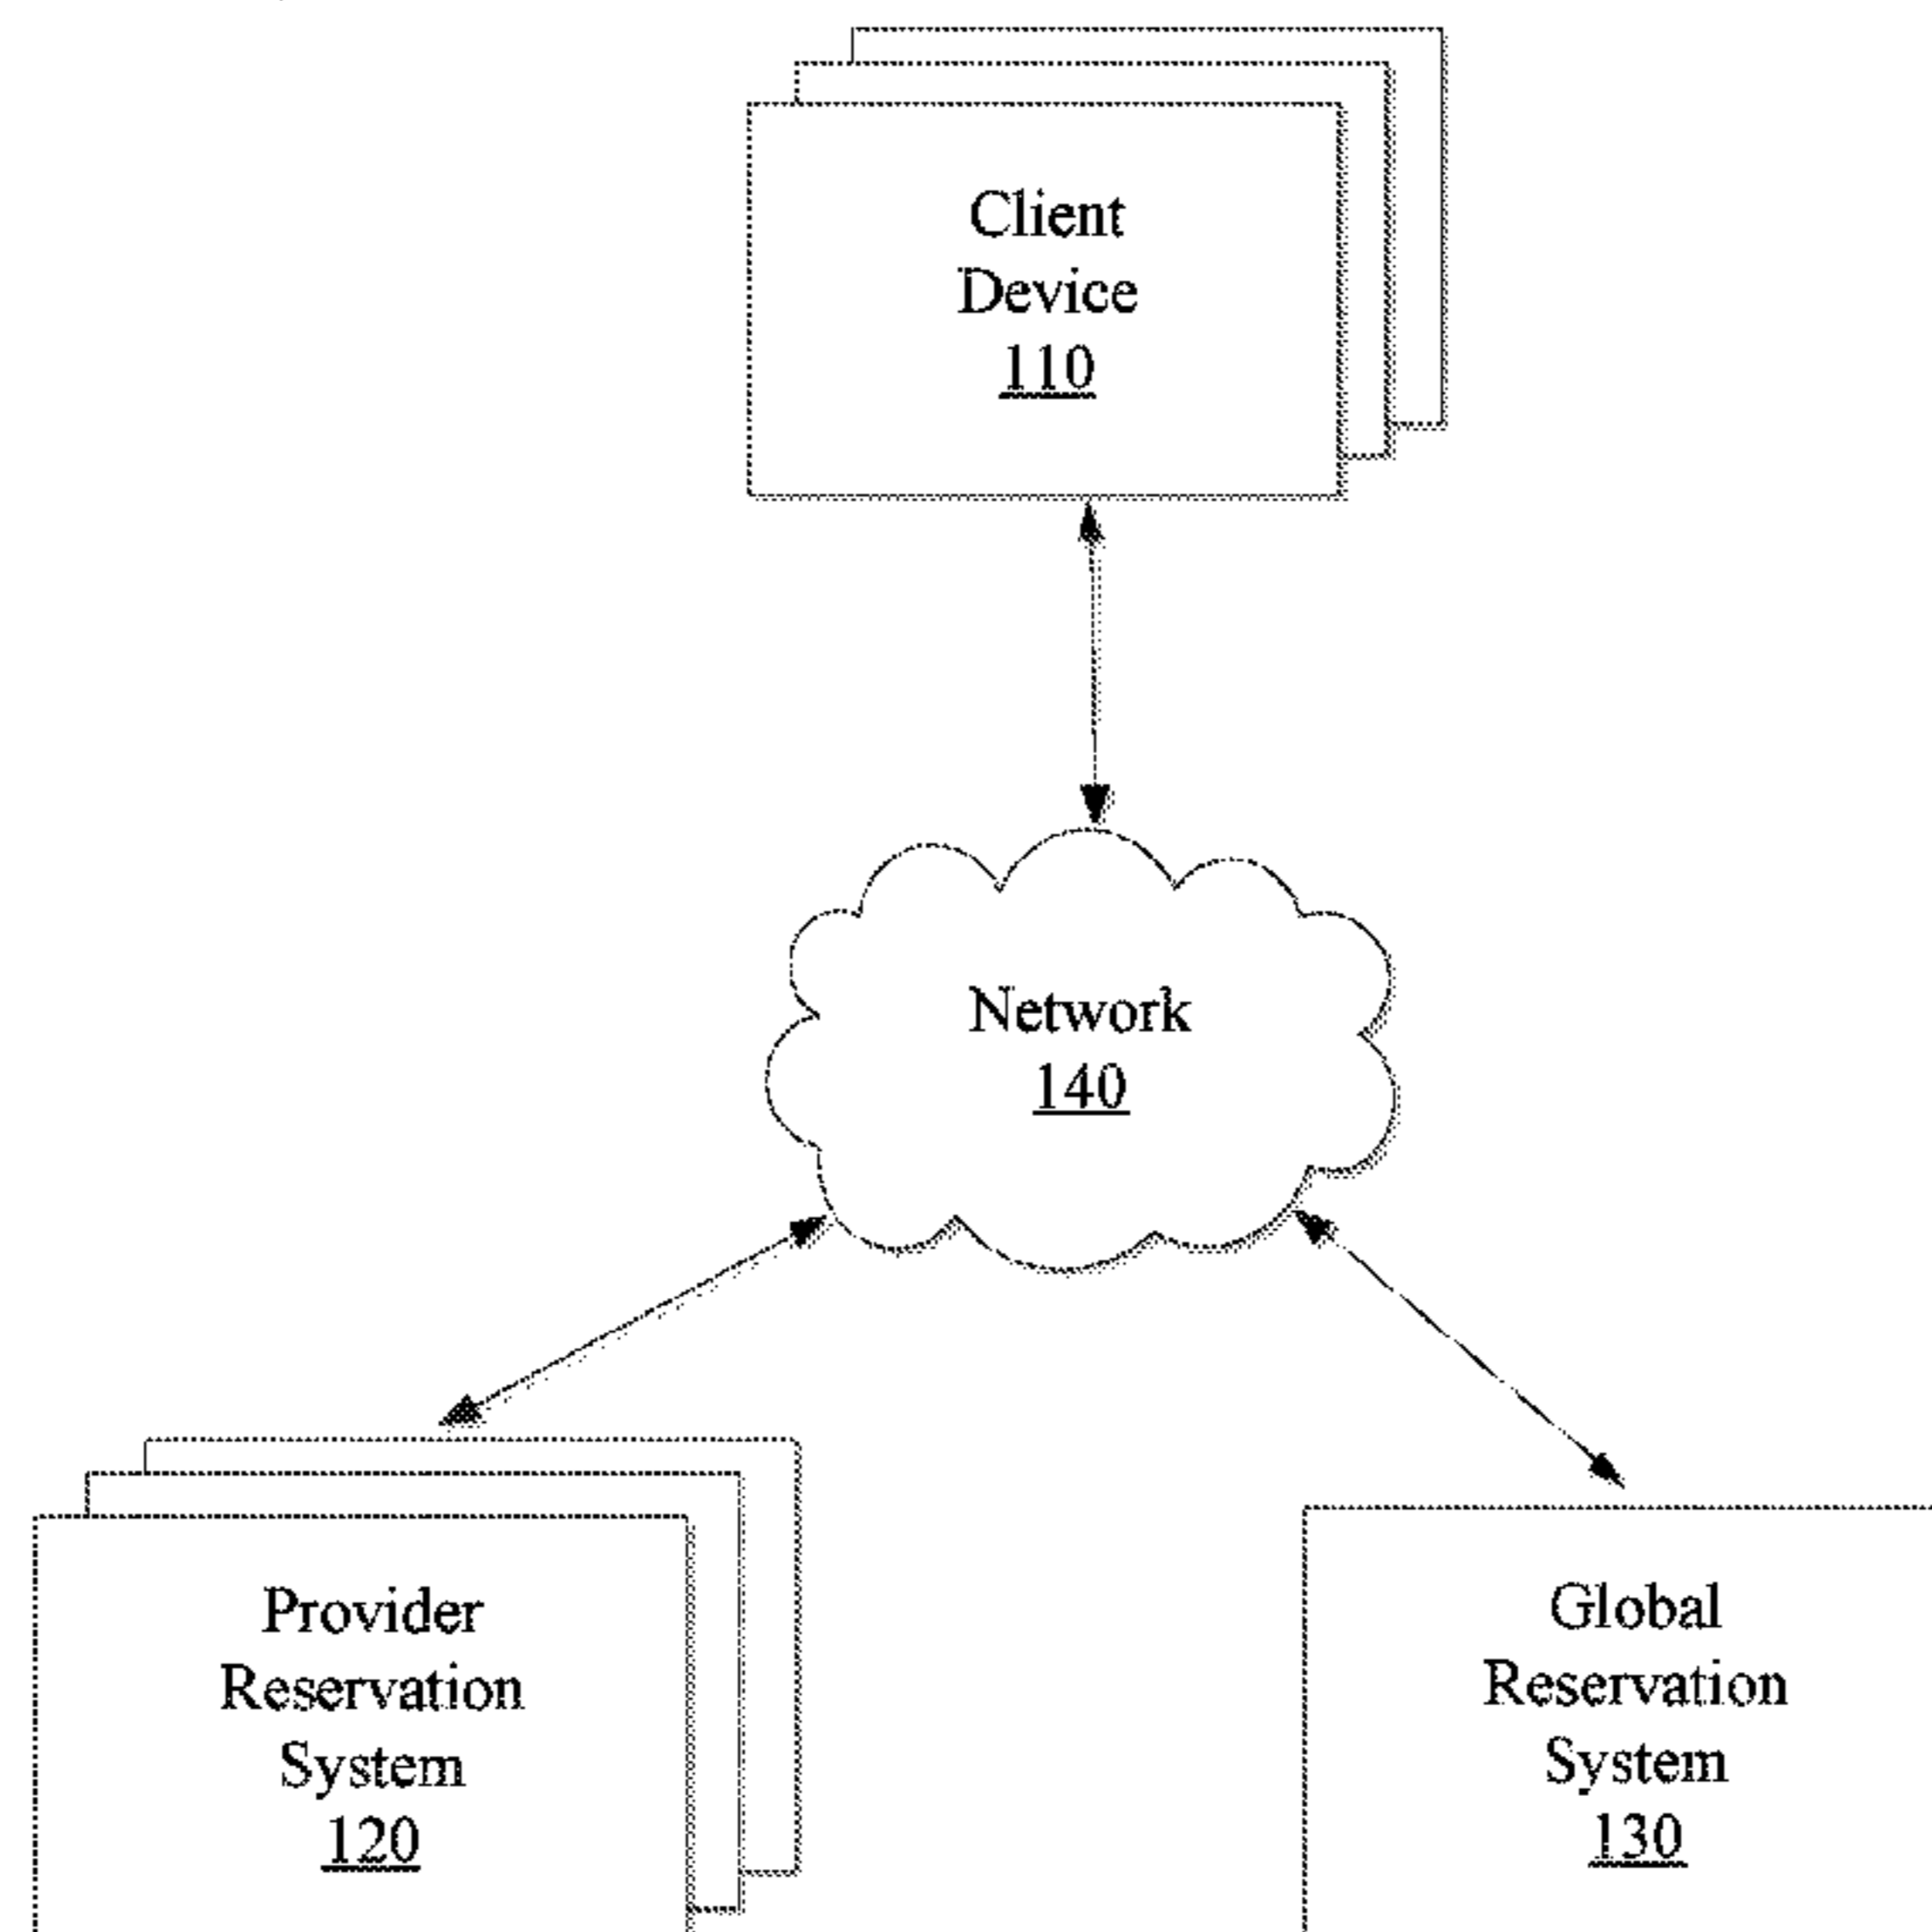 Client
Device
110
Network
140
Provider
Reservation
System
120
Global
Reservation
System
130